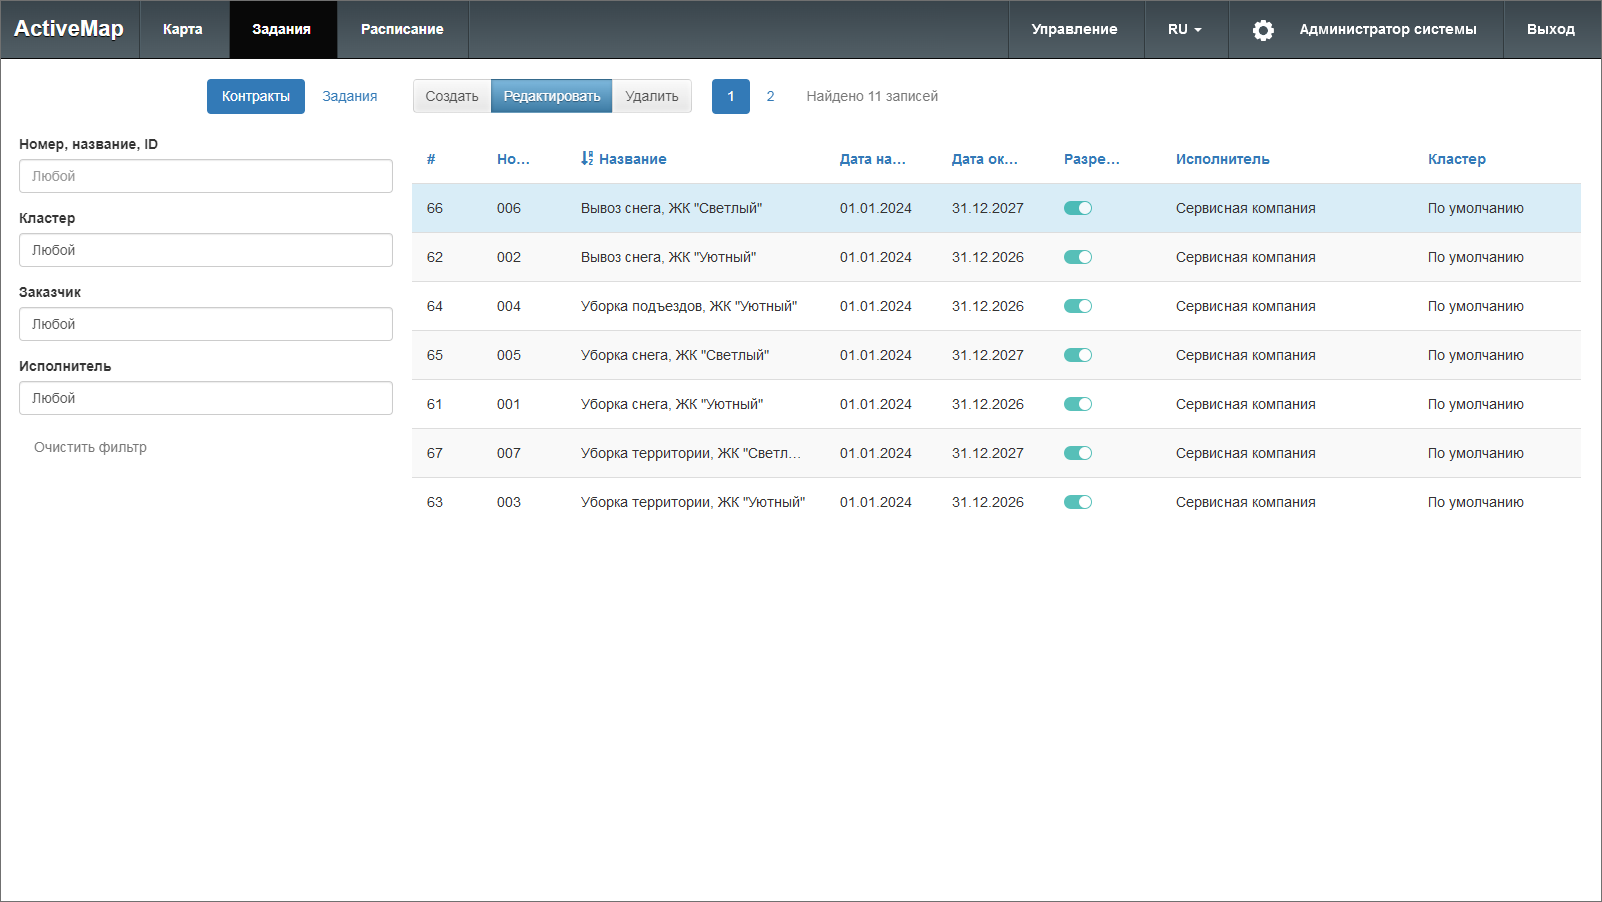 ActiveMap Карта Задания Расписание Управление RU Администратор системы Выход
Контракты Задания Создать Редактировать Удалить 1 2 Найдено 11 записей
Номер, название, ID
Любой
Кластер
Любой
Заказчик
Любой
Исполнитель
Любой
Очистить фильтр
# Но... Название Дата на... Дата ок... Разре... Исполнитель Кластер
66 006 Вывоз снега, ЖК "Светлый" 01.01.2024 31.12.2027 Сервисная компания По умолчанию
62 002 Вывоз снега, ЖК "Уютный" 01.01.2024 31.12.2026 Сервисная компания По умолчанию
64 004 Уборка подъездов, ЖК "Уютный" 01.01.2024 31.12.2026 Сервисная компания По умолчанию
65 005 Уборка снега, ЖК "Светлый" 01.01.2024 31.12.2027 Сервисная компания По умолчанию
61 001 Уборка снега, ЖК "Уютный" 01.01.2024 31.12.2026 Сервисная компания По умолчанию
67 007 Уборка территории, ЖК "Светл... 01.01.2024 31.12.2027 Сервисная компания По умолчанию
63 003 Уборка территории, ЖК "Уютный" 01.01.2024 31.12.2026 Сервисная компания По умолчанию